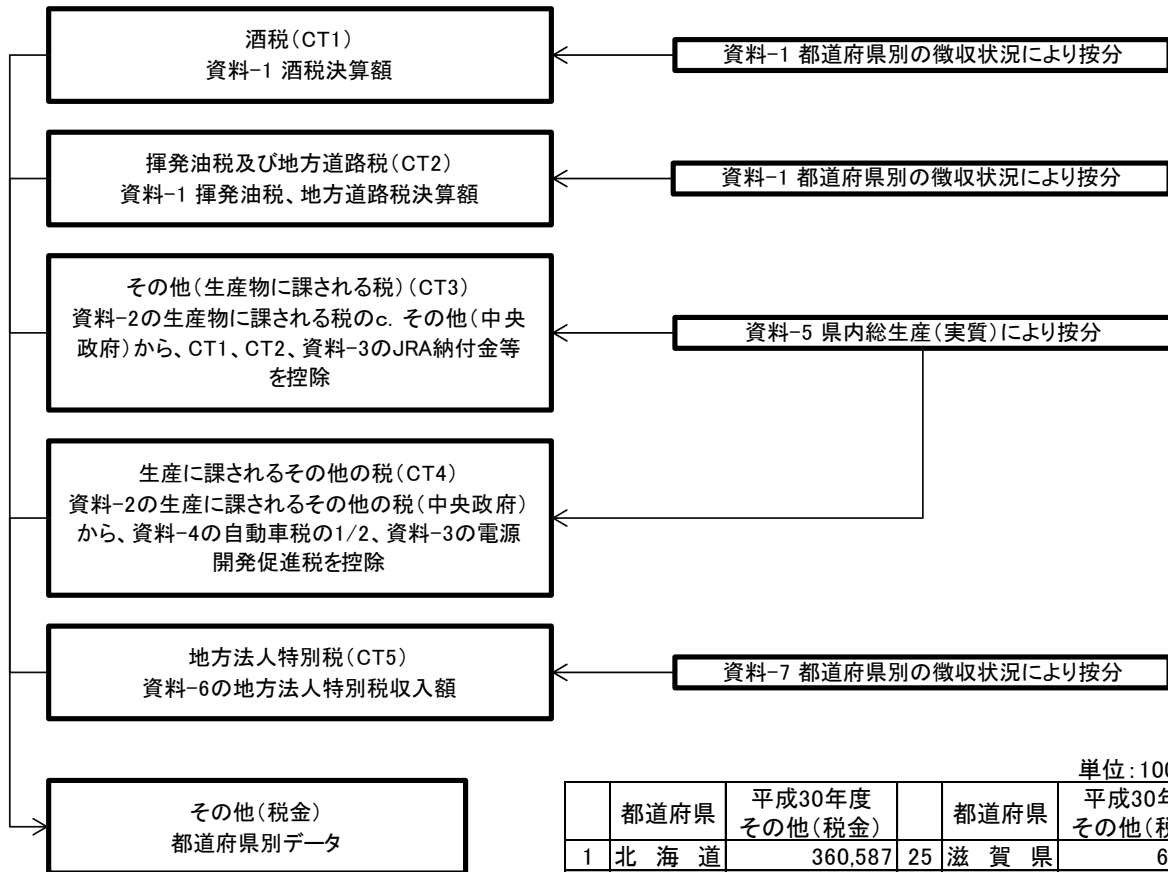 酒税(CT1)
資料-1 酒税決算額
資料-1 都道府県別の徴収状況により按分
揮発油税及び地方道路税(CT2)
資料-1 揮発油税、地方道路税決算額
資料-1 都道府県別の徴収状況により按分
その他(生産物に課される税)(CT3)
資料-2の生産物に課される税のc. その他(中央
政府)から、CT1、CT2、資料-3のJRA納付金等
を控除
資料-5 県内総生産(実質)により按分
生産に課されるその他の税(CT4)
資料-2の生産に課されるその他の税(中央政府)
から、資料-4の自動車税の1/2、資料-3の電源
開発促進税を控除
地方法人特別税(CT5)
資料-6の地方法人特別税収入額
資料-7 都道府県別の徴収状況により按分
その他(税金)
都道府県別データ
単位:100
都道府県 平成30年度 その他(税金) 都道府県 平成30年 その他(税
1 北海道 360,587 25 滋賀県 6